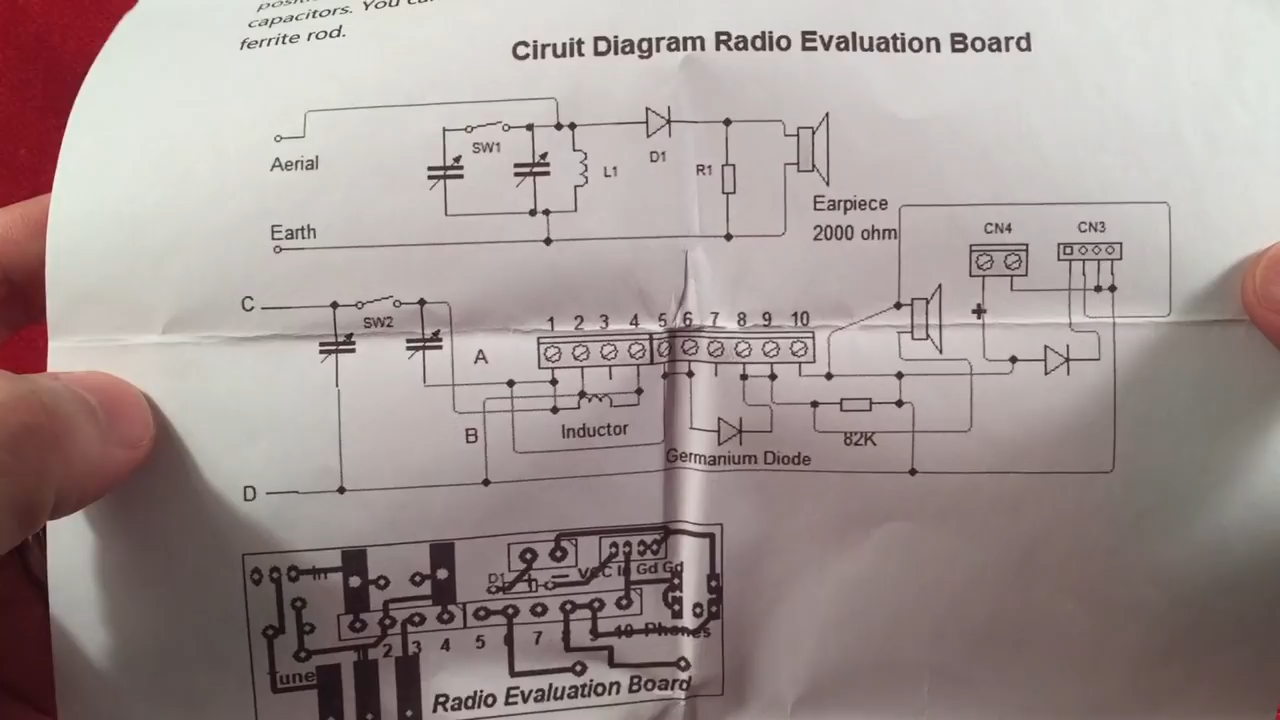 capacitors. You
ferrite rod.
Ciruit Diagram Radio Evaluation Board
Aerial
SW1
L1
D1
R1
Earth
Earpiece
2000 ohm
CN4
CN3
C
SW2
1 2 3 4 5 6 7 8 9 10
A
+
B
Inductor
82K
Germanium Diode
D
in
D1
+
VCC In Gd Gd
2 3 4 5 7 10 Phones
Tune
Radio Evaluation Board